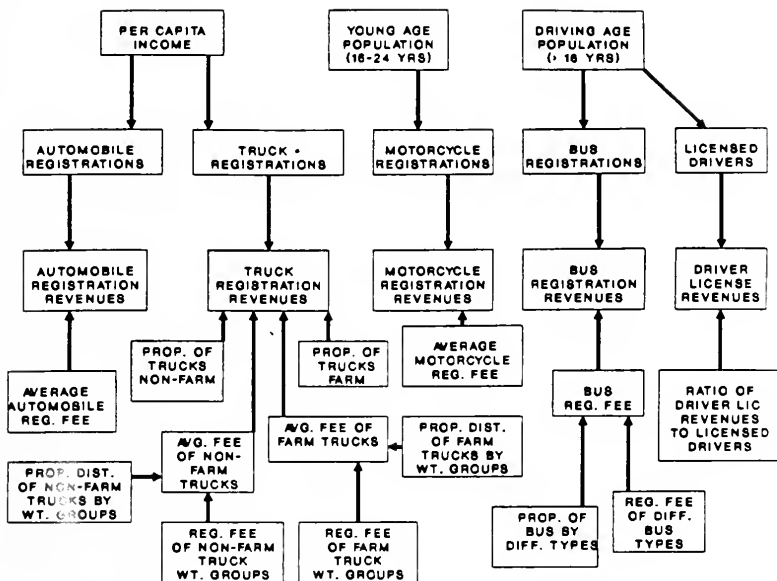 PER CAPITA
INCOME
YOUNG AGE
POPULATION
(16-24 YRS)
DRIVING AGE
POPULATION
(> 16 YRS)
AUTOMOBILE
REGISTRATIONS
TRUCK •
REGISTRATIONS
MOTORCYCLE
REGISTRATIONS
BUS
REGISTRATIONS
LICENSED
DRIVERS
AUTOMOBILE
REGISTRATION
REVENUES
TRUCK
REGISTRATION
REVENUES
MOTORCYCLE
REGISTRATION
REVENUES
BUS
REGISTRATION
REVENUES
DRIVER
LICENSE
REVENUES
AVERAGE
AUTOMOBILE
REG. FEE
PROP. OF
TRUCKS
NON-FARM
PROP. OF
TRUCKS
FARM
AVERAGE
MOTORCYCLE
REG. FEE
BUS
REG. FEE
RATIO OF
DRIVER LIC
REVENUES
TO LICENSED
DRIVERS
AVG. FEE
OF NON-
FARM
TRUCKS
AVG. FEE OF
FARM TRUCKS
PROP. DIST.
OF FARM
TRUCKS BY
WT. GROUPS
PROP. DIST.
OF NON-FARM
TRUCKS BY
WT. GROUPS
REG. FEE
OF NON-FARM
TRUCK
WT. GROUPS
REG. FEE
OF FARM
TRUCK
WT. GROUPS
PROP. OF
BUS BY
DIFF. TYPES
REG. FEE
OF DIFF.
BUS
TYPES